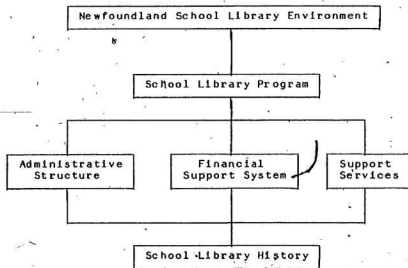 Newfoundland School Library Environment
School Library Program
Administrative
Structure
Financial
Support System
Support
Services
School Library History